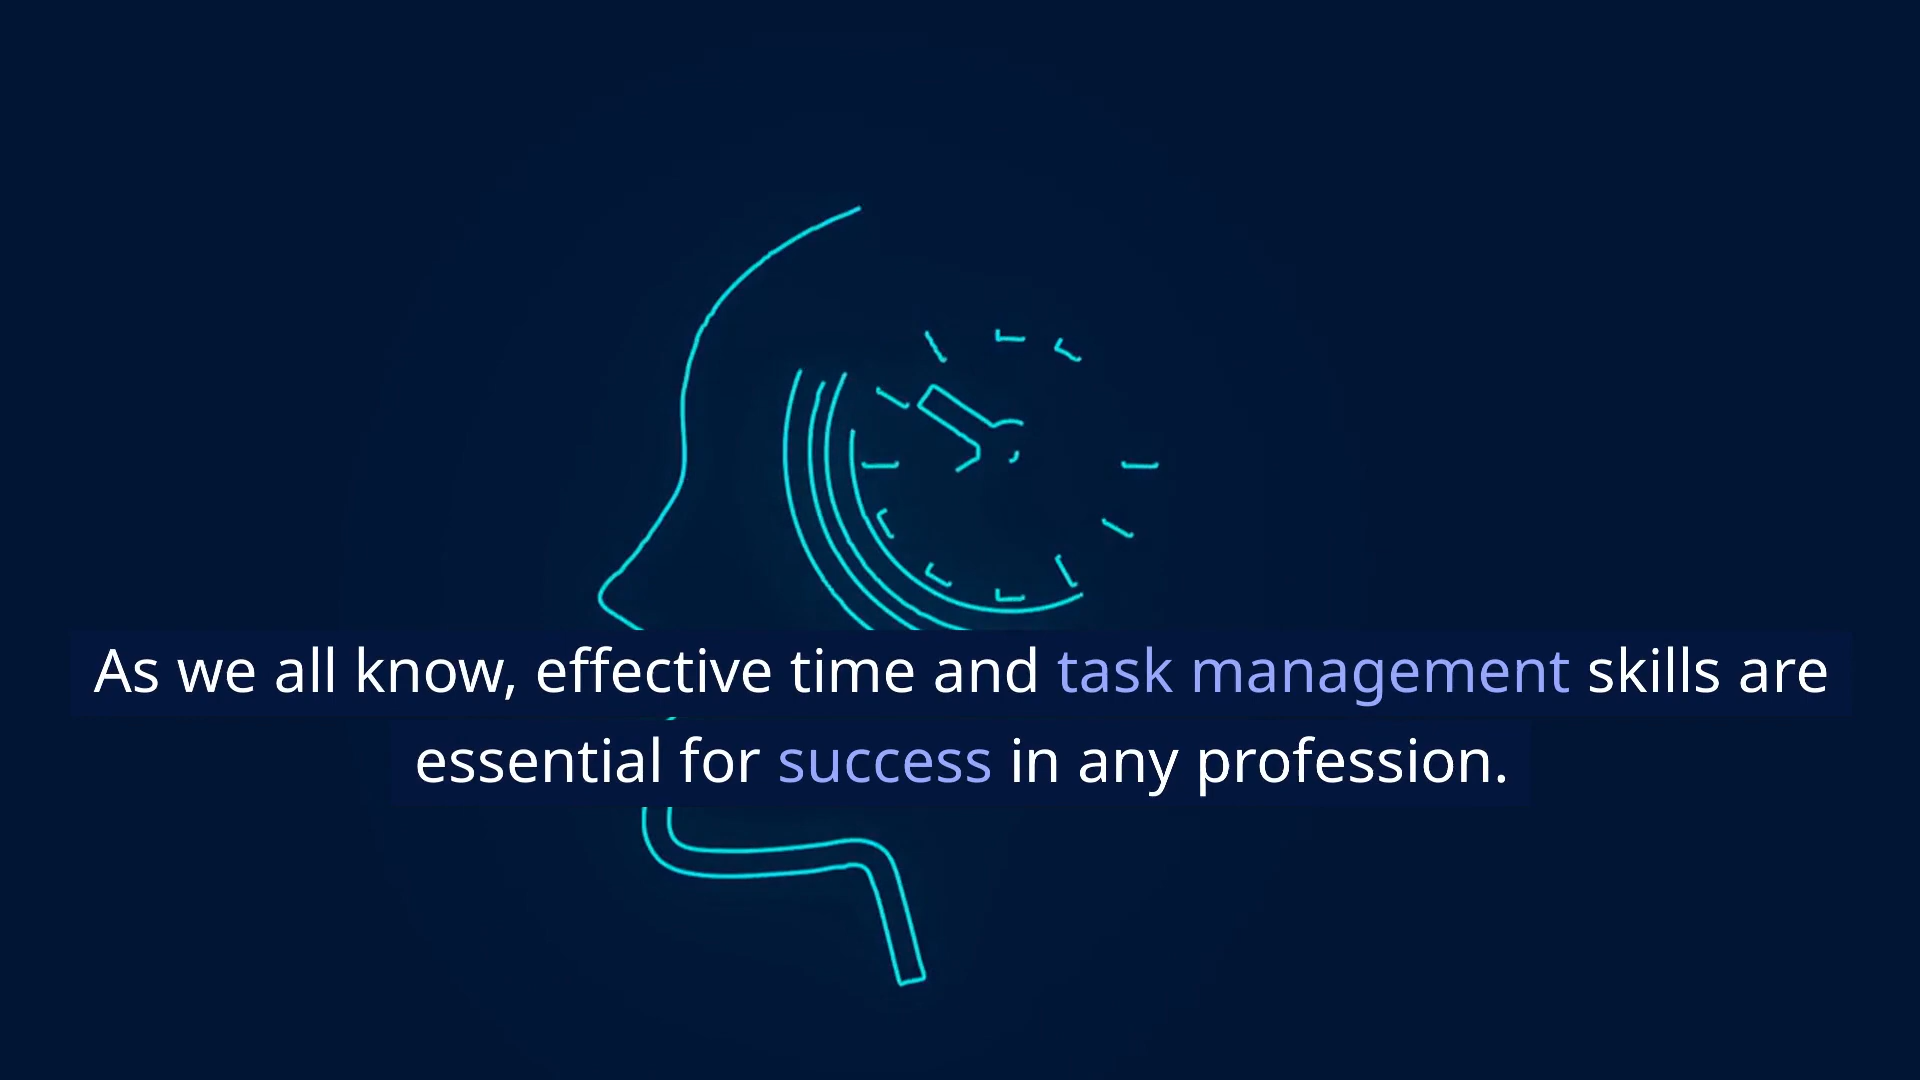 As we all know, effective time and task management skills are
essential for success in any profession.